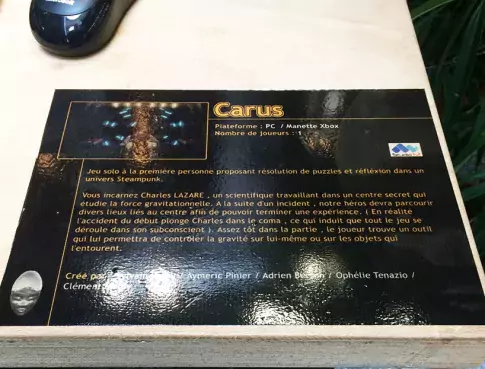 Carus
Plateforme : PC / Manette Xbox
Nombre de joueurs : 1
Jeu solo à la première personne proposant résolution de puzzles et réflexion dans un
univers Steampunk.
Vous incarnez Charles LAZARE , un scientifique travaillant dans un centre secret qui
étudie la force gravitationnelle. A la suite d'un incident , notre héros devra parcourir
divers lieux liés au centre afin de pouvoir terminer une expérience. ( En réalité
l'accident du début plonge Charles dans le coma , ce qui induit que tout le jeu se
déroule dans son subconscient ). Assez tôt dans la partie , le joueur trouve un outil
qui lui permettra de contrôler la gravité sur lui-même ou sur les objets qui
l'entourent.
Créé par Aymeric Pinier / Adrien / Ophélie Tenazio /
Clément